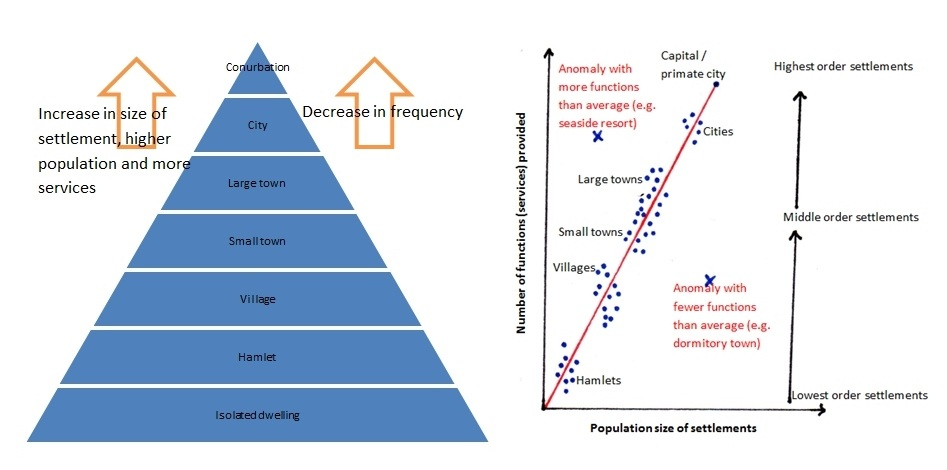 Conurbation
City
Large town
Small town
Village
Hamlet
Isolated dwelling
Increase in size of
settlement, higher
population and more
services
Decrease in frequency
Number of functions (services) provided
Anomaly with
more functions
than average (e.g.
seaside resort)
Capital /
primate city
Cities
Large towns
Small towns
Villages
Hamlets
Anomaly with
fewer functions
than average (e.g.
dormitory town)
Population size of settlements
Highest order settlements
Middle order settlements
Lowest order settlements